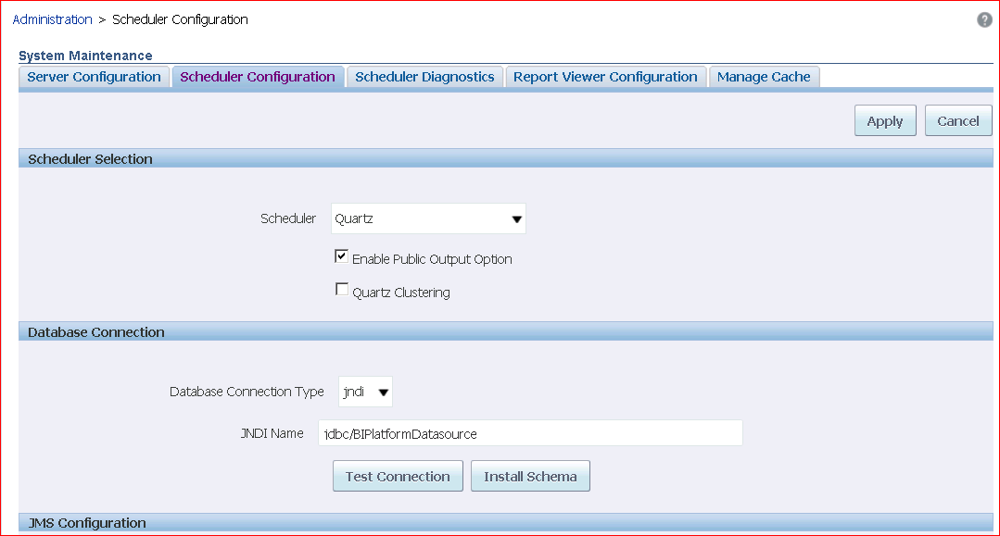 Administration > Scheduler Configuration
?
System Maintenance
Server Configuration Scheduler Configuration Scheduler Diagnostics Report Viewer Configuration Manage Cache
Apply Cancel
Scheduler Selection
Scheduler Quartz
Enable Public Output Option
Quartz Clustering
Database Connection
Database Connection Type jndi
JNDI Name jdbc/BIPlatformDatasource
Test Connection Install Schema
JMS Configuration